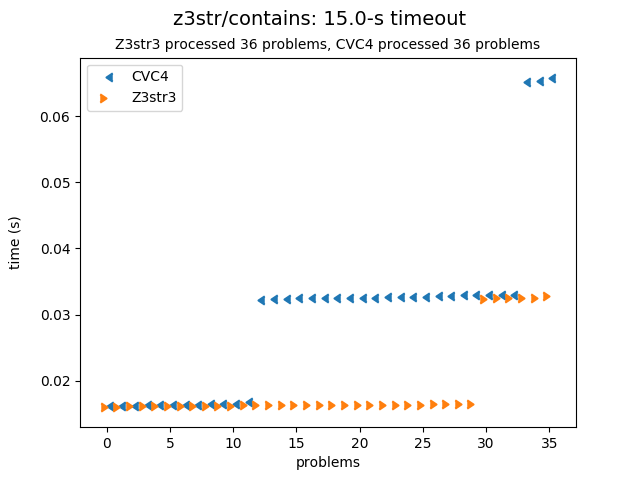 z3str/contains: 15.0-s timeout
Z3str3 processed 36 problems, CVC4 processed 36 problems
CVC4
Z3str3
0.06
0.05
0.04
0.03
0.02
time (s)
0 5 10 15 20 25 30 35
problems